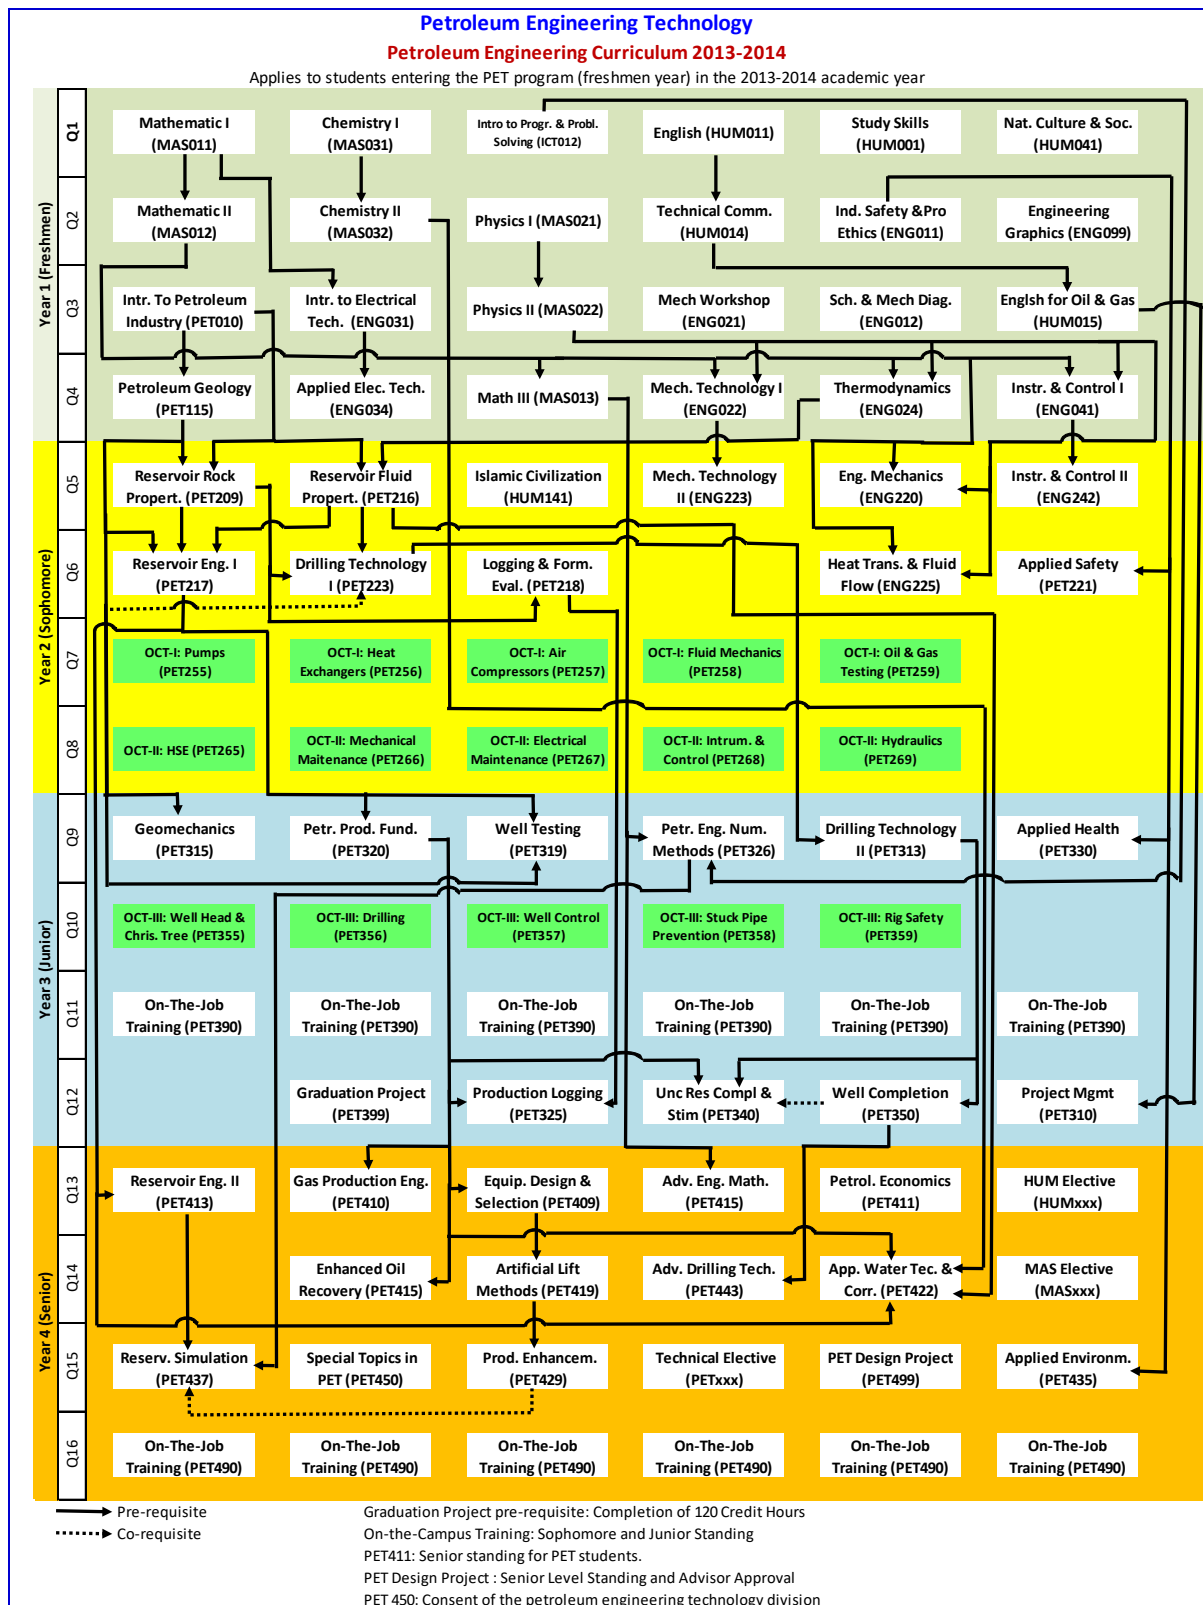 Petroleum Engineering Technology
Petroleum Engineering Curriculum 2013-2014
Applies to students entering the PET program (freshmen year) in the 2013-2014 academic year
Year 1 (Freshmen)
Q1
Mathematic I
(MAS011)
Chemistry I
(MAS031)
Intro to Progr. & Probl.
Solving (ICT012)
English (HUM011)
Study Skills
(HUM001)
Nat. Culture & Soc.
(HUM041)
Q2
Mathematic II
(MAS012)
Chemistry II
(MAS032)
Physics I (MAS021)
Technical Comm.
(HUM014)
Ind. Safety &Pro
Ethics (ENG011)
Engineering
Graphics (ENG099)
Q3
Intr. To Petroleum
Industry (PET010)
Intr. to Electrical
Tech. (ENG031)
Physics II (MAS022)
Mech Workshop
(ENG021)
Sch. & Mech Diag.
(ENG012)
Englsh for Oil & Gas
(HUM015)
Q4
Petroleum Geology
(PET115)
Applied Elec. Tech.
(ENG034)
Math III (MAS013)
Mech. Technology I
(ENG022)
Thermodynamics
(ENG024)
Instr. & Control I
(ENG041)
Year 2 (Sophomore)
Q5
Reservoir Rock
Propert. (PET209)
Reservoir Fluid
Propert. (PET216)
Islamic Civilization
(HUM141)
Mech. Technology
II (ENG223)
Eng. Mechanics
(ENG220)
Instr. & Control II
(ENG242)
Q6
Reservoir Eng. I
(PET217)
Drilling Technology
I (PET223)
Logging & Form.
Eval. (PET218)
Heat Trans. & Fluid
Flow (ENG225)
Applied Safety
(PET221)
Q7
OCT-I: Pumps
(PET255)
OCT-I: Heat
Exchangers (PET256)
OCT-I: Air
Compressors (PET257)
OCT-I: Fluid Mechanics
(PET258)
OCT-I: Oil & Gas
Testing (PET259)
Q8
OCT-II: HSE (PET265)
OCT-II: Mechanical
Maitenance (PET266)
OCT-II: Electrical
Maintenance (PET267)
OCT-II: Intrum. &
Control (PET268)
OCT-II: Hydraulics
(PET269)
Year 3 (Junior)
Q9
Geomechanics
(PET315)
Petr. Prod. Fund.
(PET320)
Well Testing
(PET319)
Petr. Eng. Num.
Methods (PET326)
Drilling Technology
II (PET313)
Applied Health
(PET330)
Q10
OCT-III: Well Head &
Chris. Tree (PET355)
OCT-III: Drilling
(PET356)
OCT-III: Well Control
(PET357)
OCT-III: Stuck Pipe
Prevention (PET358)
OCT-III: Rig Safety
(PET359)
Q11
On-The-Job
Training (PET390)
On-The-Job
Training (PET390)
On-The-Job
Training (PET390)
On-The-Job
Training (PET390)
On-The-Job
Training (PET390)
On-The-Job
Training (PET390)
Q12
Graduation Project
(PET399)
Production Logging
(PET325)
Unc Res Compl &
Stim (PET340)
Well Completion
(PET350)
Project Mgmt
(PET310)
Year 4 (Senior)
Q13
Reservoir Eng. II
(PET413)
Gas Production Eng.
(PET410)
Equip. Design &
Selection (PET409)
Adv. Eng. Math.
(PET415)
Petrol. Economics
(PET411)
HUM Elective
(HUMxxx)
Q14
Enhanced Oil
Recovery (PET415)
Artificial Lift
Methods (PET419)
Adv. Drilling Tech.
(PET443)
App. Water Tec. &
Corr. (PET422)
MAS Elective
(MASxxx)
Q15
Reserv. Simulation
(PET437)
Special Topics in
PET (PET450)
Prod. Enhancem.
(PET429)
Technical Elective
(PETxxx)
PET Design Project
(PET499)
Applied Environm.
(PET435)
Q16
On-The-Job
Training (PET490)
On-The-Job
Training (PET490)
On-The-Job
Training (PET490)
On-The-Job
Training (PET490)
On-The-Job
Training (PET490)
On-The-Job
Training (PET490)
Pre-requisite
Co-requisite
Graduation Project pre-requisite: Completion of 120 Credit Hours
On-the-Campus Training: Sophomore and Junior Standing
PET411: Senior standing for PET students.
PET Design Project : Senior Level Standing and Advisor Approval
PET 450: Consent of the petroleum engineering technology division